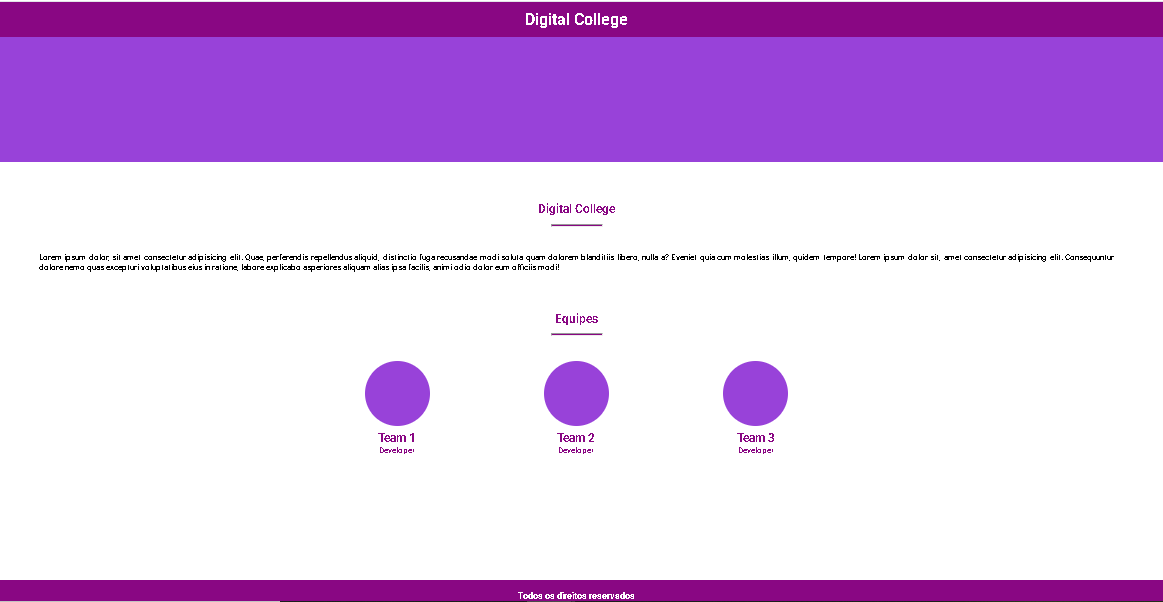 Digital College
Digital College
Lorem ipsum dolor, sit amet consectetur adipisicing elit. Quae, perferendis repellendus aliquid, distinctio fuga recusandae modi soluta quam dolorem blanditiis libero, nulla a? Eveniet quia cum molestias illum, quidem tempore! Lorem ipsum dolor sit, amet consectetur adipisicing elit. Consequuntur
dolore nemo quas excepturi voluptatibus eius in ratione, labore explicabo asperiores aliquam alias ipsa facilis, animi odio dolor eum officiis modi!
Equipes
Team 1
Team 2
Team 3
Developer
Developer
Developer
Todos os direitos reservados